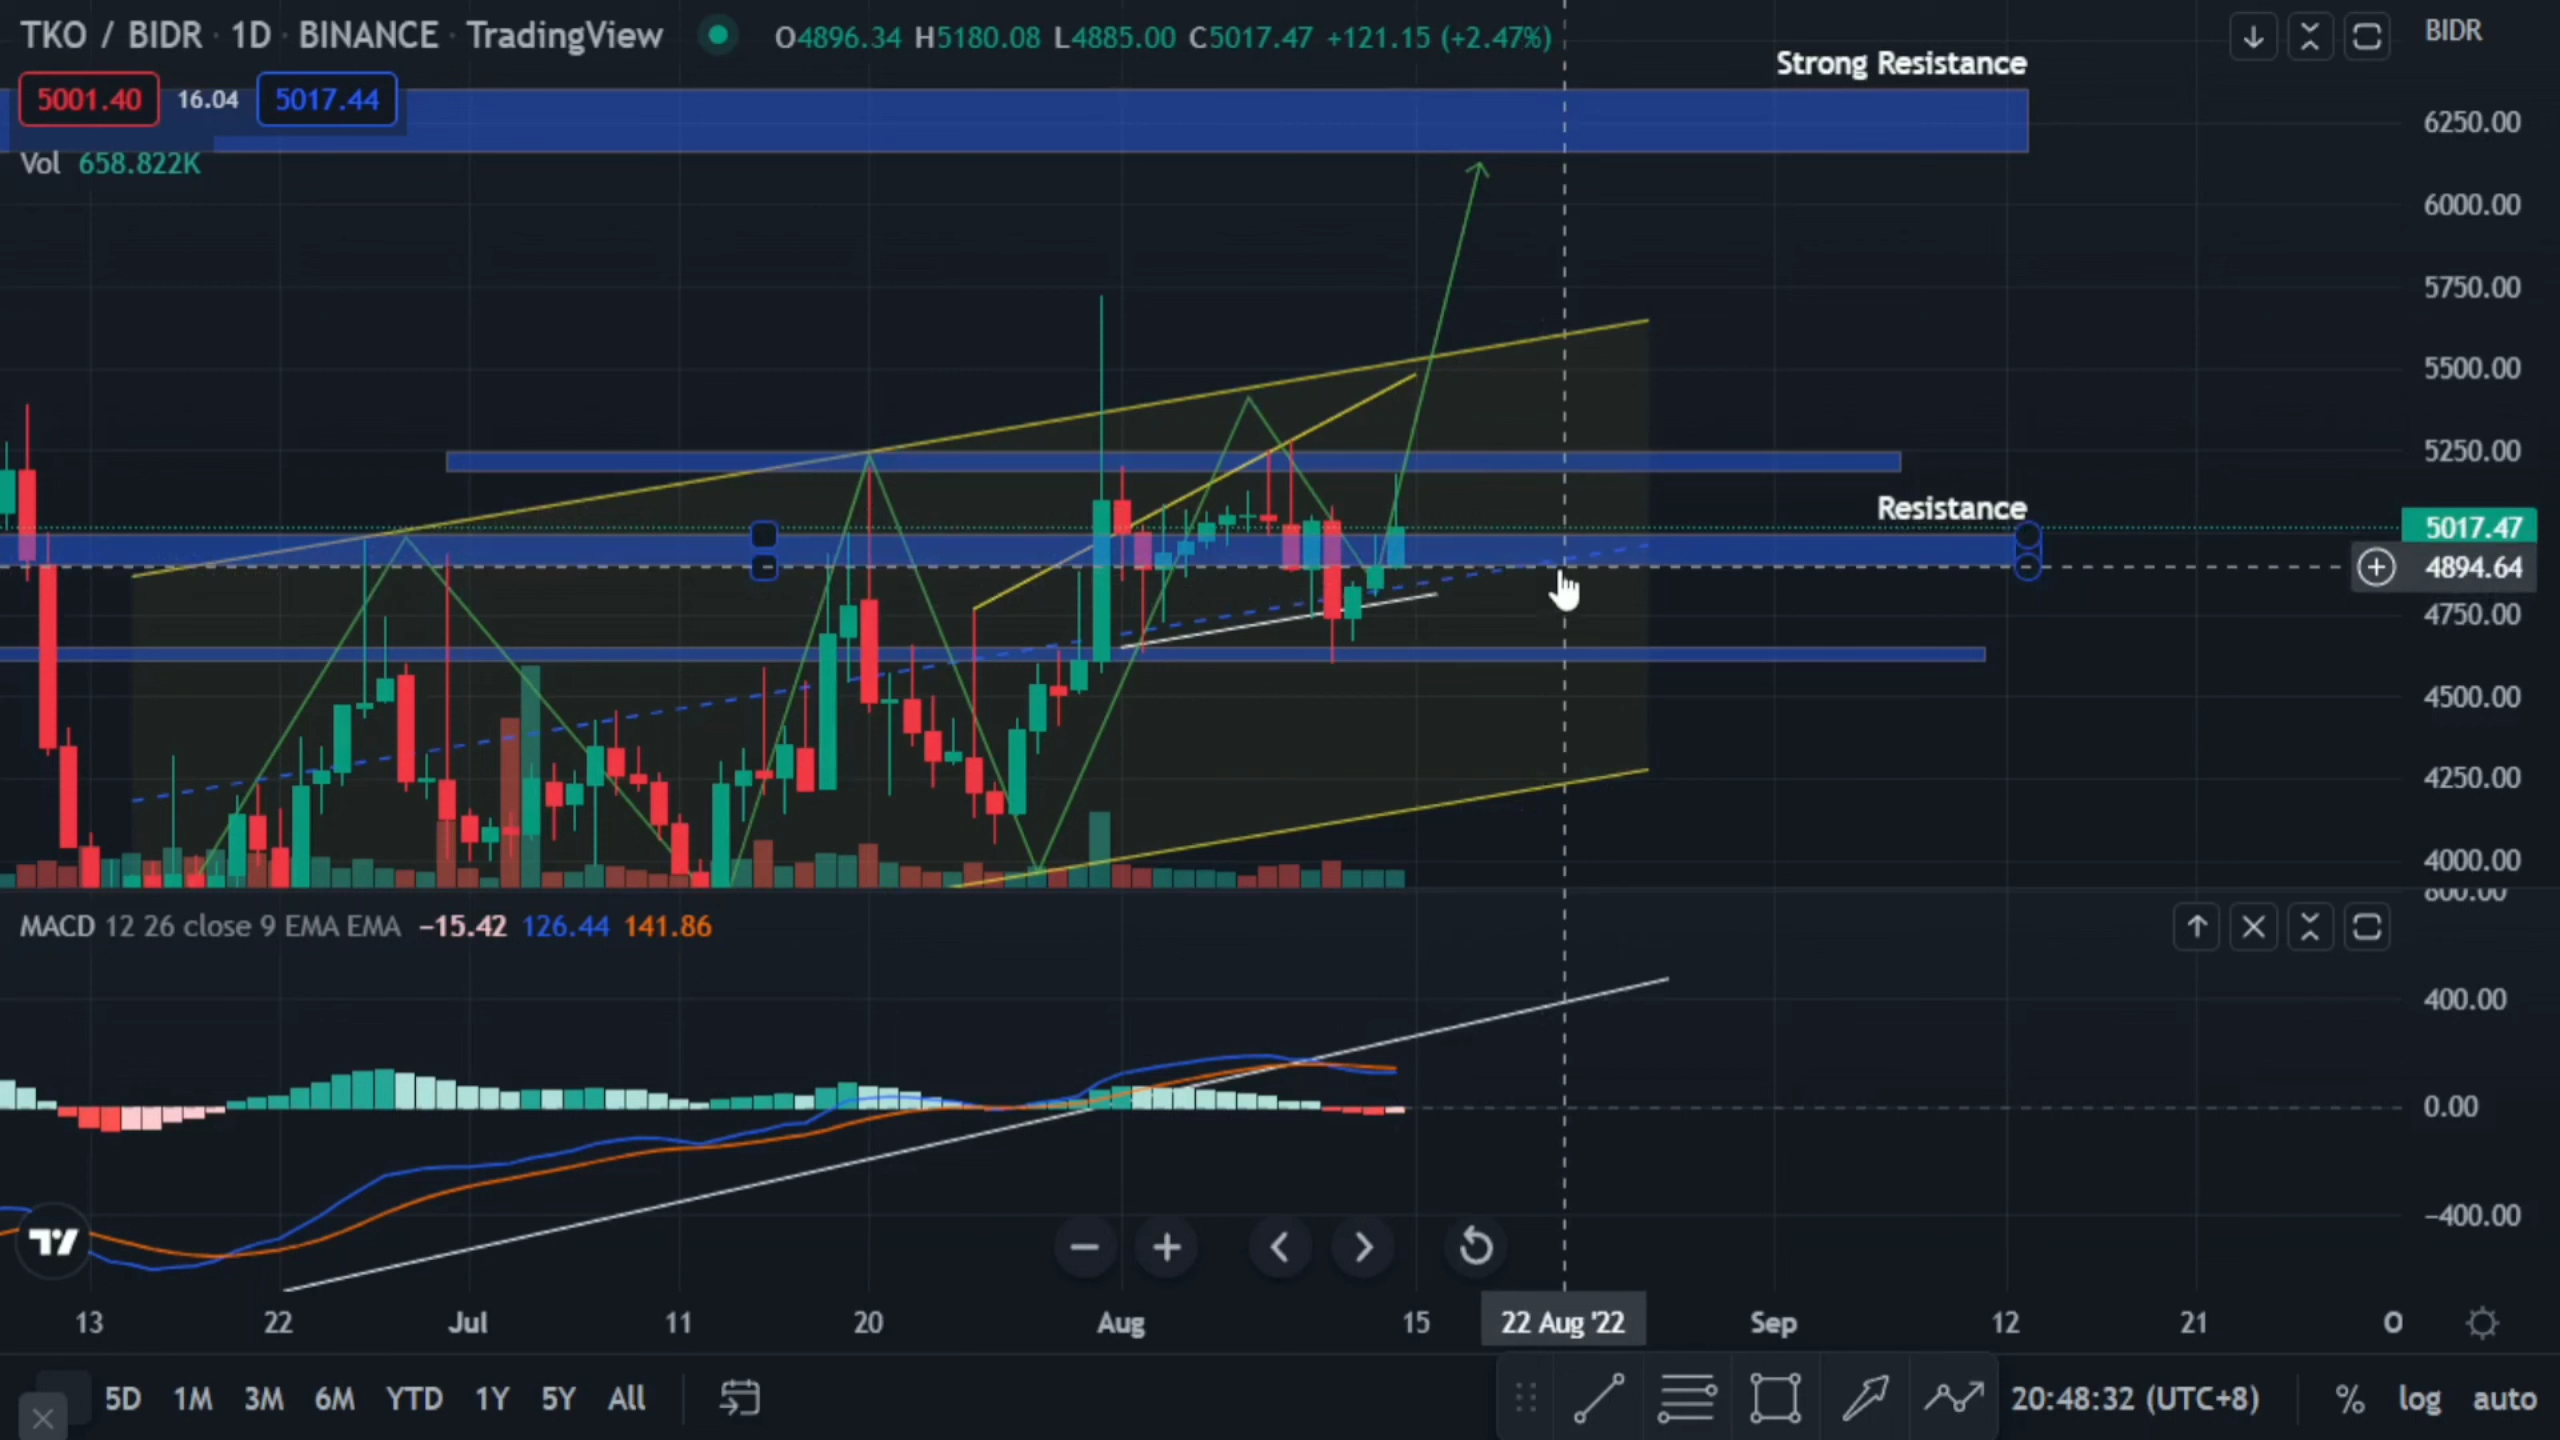 TKO / BIDR · 1D · BINANCE · TradingView
O4896.34 H5180.08 L4885.00 C5017.47 +121.15 (+2.47%)
BIDR
5001.40 16.04 5017.44
Vol 658.822K
Strong Resistance
6250.00
6000.00
5750.00
5500.00
5250.00
Resistance
5017.47
4894.64
4750.00
4500.00
4250.00
4000.00
800.00
MACD 12 26 close 9 EMA EMA −15.42 126.44 141.86
400.00
0.00
−400.00
13 22 Jul 11 20 Aug 15 22 Aug '22 Sep 12 21 O
5D 1M 3M 6M YTD 1Y 5Y All
20:48:32 (UTC+8) % log auto